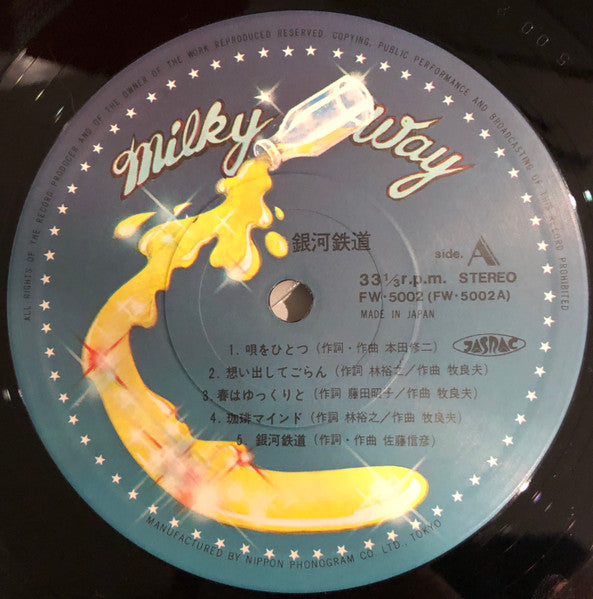 ALL RIGHTS OF THE RECORD PRODUCER AND OF THE OWNER OF THE WORK REPRODUCED RESERVED. COPYING, PUBLIC PERFORMANCE AND BROADCASTING OF THIS RECORD PROHIBITED
Milky Way
銀河鉄道
side. A
33 1/3 r.p.m. STEREO
FW-5002 (FW-5002A)
MADE IN JAPAN
JASRAC
1. 唄をひとつ (作詞・作曲 本田修二)
2. 想い出してごらん (作詞 林裕之/作曲 牧良夫)
3. 春はゆっくりと (作詞 藤田昭子/作曲 牧良夫)
4. 珈琲マインド (作詞 林裕之/作曲 牧良夫)
5. 銀河鉄道 (作詞・作曲 佐藤信彦)
MANUFACTURED BY NIPPON PHONOGRAM CO. LTD., TOKYO